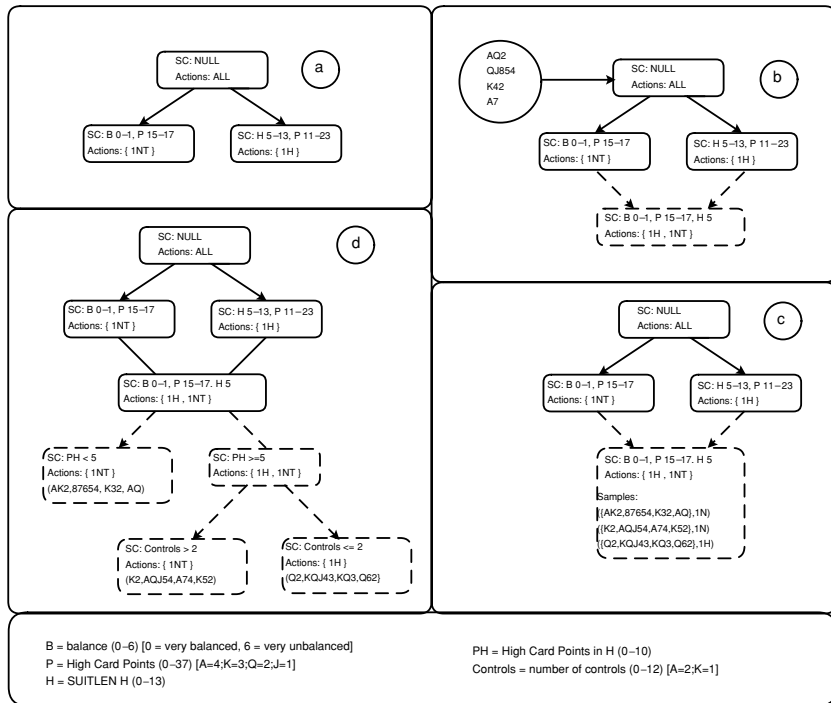 SC: NULL
Actions: ALL
a
SC: B 0−1, P 15−17
Actions: { 1NT }
SC: H 5−13, P 11−23
Actions: { 1H }
AQ2
QJ854
K42
A7
SC: NULL
Actions: ALL
b
SC: B 0−1, P 15−17
Actions: { 1NT }
SC: H 5−13, P 11−23
Actions: { 1H }
SC: B 0−1, P 15−17, H 5
Actions: { 1H , 1NT }
SC: NULL
Actions: ALL
d
SC: B 0−1, P 15−17
Actions: { 1NT }
SC: H 5−13, P 11−23
Actions: { 1H }
SC: B 0−1, P 15−17. H 5
Actions: { 1H , 1NT }
SC: PH < 5
Actions: { 1NT }
(AK2,87654, K32, AQ)
SC: PH >=5
Actions: { 1H , 1NT }
SC: Controls > 2
Actions: { 1NT }
(K2,AQJ54,A74,K52)
SC: Controls <= 2
Actions: { 1H }
(Q2,KQJ43,KQ3,Q62}
SC: NULL
Actions: ALL
c
SC: B 0−1, P 15−17
Actions: { 1NT }
SC: H 5−13, P 11−23
Actions: { 1H }
SC: B 0−1, P 15−17. H 5
Actions: { 1H , 1NT }
Samples:
({AK2,87654,K32,AQ},1N)
({K2,AQJ54,A74,K52},1N)
({Q2,KQJ43,KQ3,Q62},1H)
B = balance (0−6) [0 = very balanced, 6 = very unbalanced]
P = High Card Points (0−37) [A=4;K=3;Q=2;J=1]
H = SUITLEN H (0−13)
PH = High Card Points in H (0−10)
Controls = number of controls (0−12) [A=2;K=1]